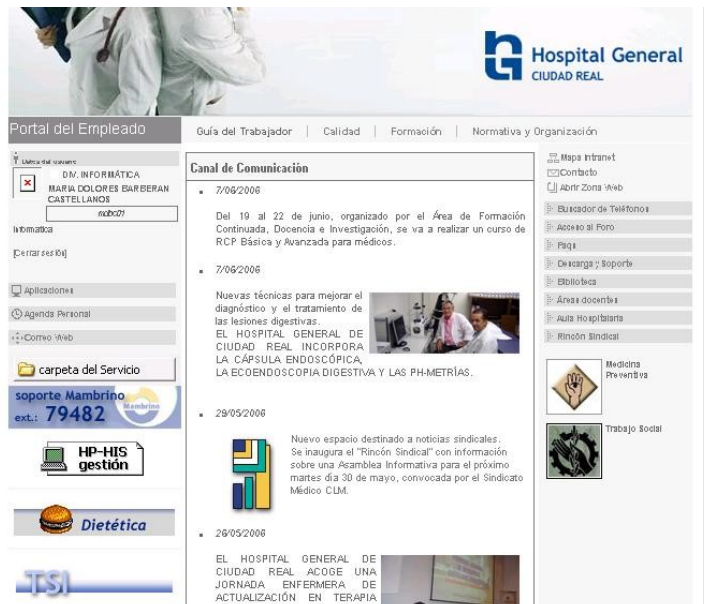 Hospital General
CIUDAD REAL
Portal del Empleado
Guía del Trabajador | Calidad | Formación | Normativa y Organización
DIV. INFORMÁTICA
MARIA DOLORES BARBERAN
CASTELLANOS
mdbc01
Informatica
[Cerrar sesión]
Aplicaciones
Agenda Personal
Correo Web
carpeta del Servicio
soporte Mambrino
ext.: 79482
Mambrino
HP-HIS
gestión
Dietética
TSI
Canal de Comunicación
7/06/2006
Del 19 al 22 de junio, organizado por el Área de Formación
Continuada, Docencia e Investigación, se va a realizar un curso de
RCP Básica y Avanzada para médicos.
7/06/2006
Nuevas técnicas para mejorar el
diagnóstico y el tratamiento de
las lesiones digestivas.
EL HOSPITAL GENERAL DE
CIUDAD REAL INCORPORA
LA CÁPSULA ENDOSCÓPICA,
LA ECOENDOSCOPIA DIGESTIVA Y LAS PH-METRÍAS.
29/05/2006
Nuevo espacio destinado a noticias sindicales.
Se inaugura el "Rincón Sindical" con información
sobre una Asamblea Informativa para el próximo
martes día 30 de mayo, convocada por el Sindicato
Médico CLM.
26/05/2006
EL HOSPITAL GENERAL DE
CIUDAD REAL ACOGE UNA
JORNADA ENFERMERA DE
ACTUALIZACIÓN EN TERAPIA
Mapa Intranet
Contacto
Abrir Zona Web
Buscador de Teléfonos
Acceso al Foro
Faqs
Descarga y Soporte
Biblioteca
Áreas docentes
Aula Hospitalaria
Rincón Sindical
Medicina
Preventiva
Trabajo Social